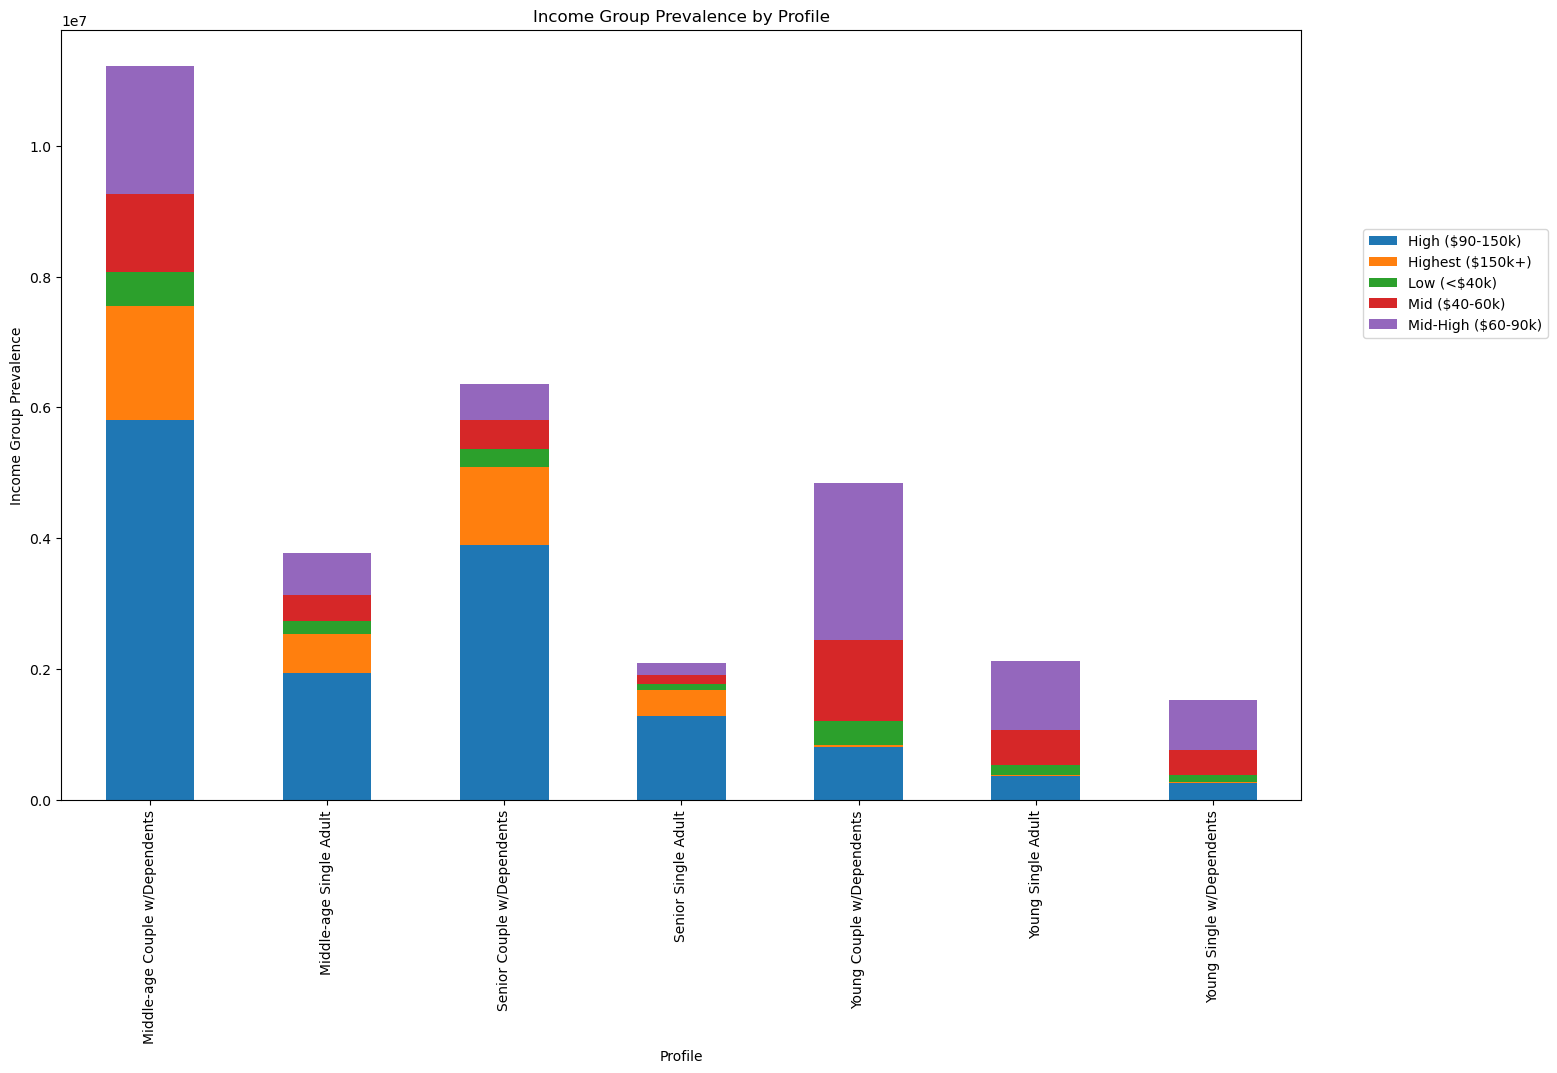 Income Group Prevalence by Profile
1e7
1.0
0.8
0.6
0.4
0.2
0.0
Income Group Prevalence
Middle-age Couple w/Dependents
Middle-age Single Adult
Senior Couple w/Dependents
Senior Single Adult
Young Couple w/Dependents
Young Single Adult
Young Single w/Dependents
Profile
High ($90-150k)
Highest ($150k+)
Low (<$40k)
Mid ($40-60k)
Mid-High ($60-90k)